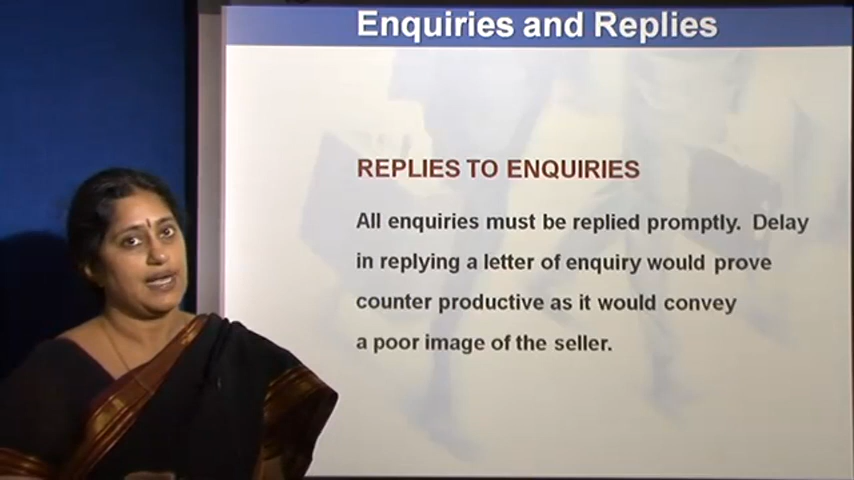 Enquiries and Replies
REPLIES TO ENQUIRIES
All enquiries must be replied promptly. Delay
in replying a letter of enquiry would prove
counter productive as it would convey
a poor image of the seller.